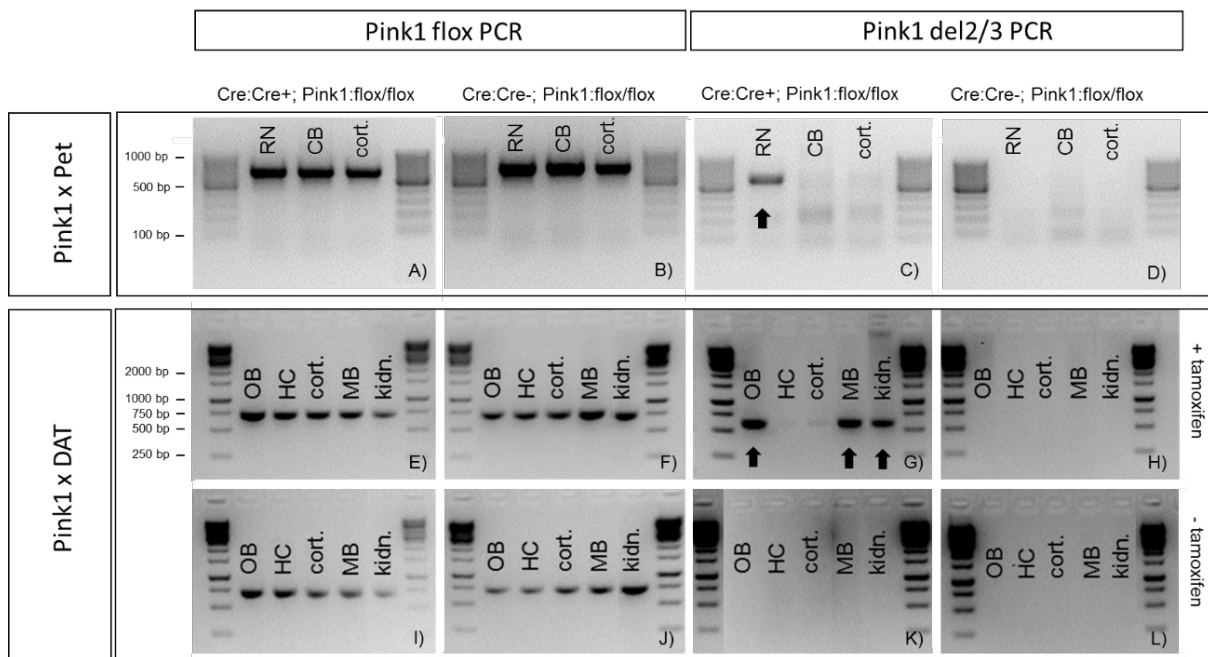 Pink1 flox PCR
Pink1 del2/3 PCR
Cre:Cre+; Pink1:flox/flox
Cre:Cre-; Pink1:flox/flox
Cre:Cre+; Pink1:flox/flox
Cre:Cre-; Pink1:flox/flox
Pink1 x Pet
1000 bp
500 bp
100 bp
RN CB cort.
A)
RN CB cort.
B)
RN CB cort.
C)
RN CB cort.
D)
Pink1 x DAT
2000 bp
1000 bp
750 bp
500 bp
250 bp
OB HC cort. MB kidn.
E)
OB HC cort. MB kidn.
F)
OB HC cort. MB kidn.
G)
OB HC cort. MB kidn.
H)
+ tamoxifen
OB HC cort. MB kidn.
I)
OB HC cort. MB kidn.
J)
OB HC cort. MB kidn.
K)
OB HC cort. MB kidn.
L)
- tamoxifen